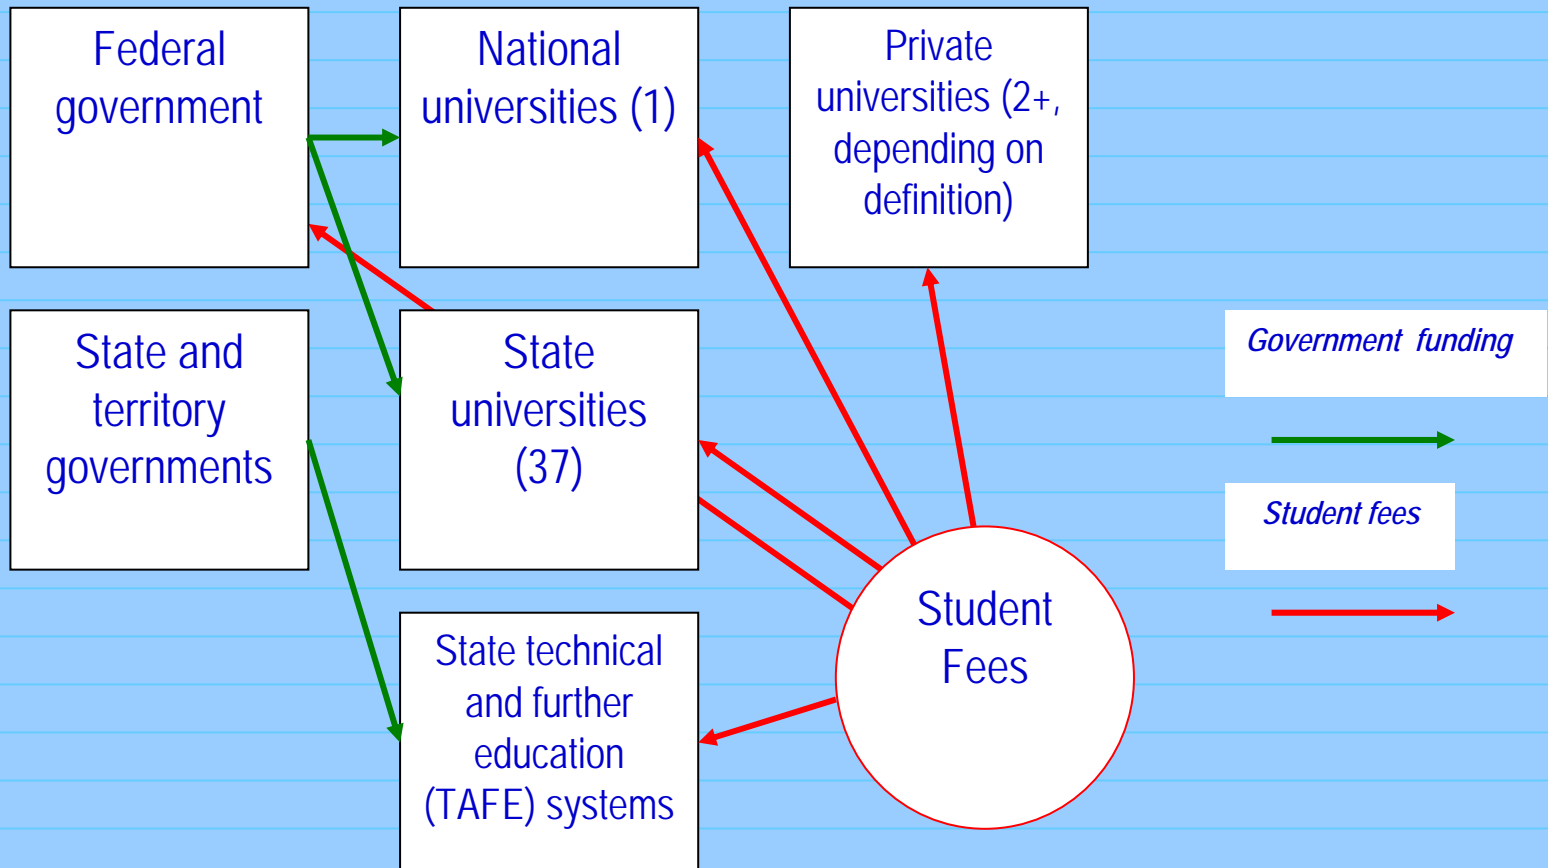 Federal
government
National
universities (1)
Private
universities (2+,
depending on
definition)
State and
territory
governments
State
universities
(37)
Government funding
Student fees
State technical
and further
education
(TAFE) systems
Student
Fees